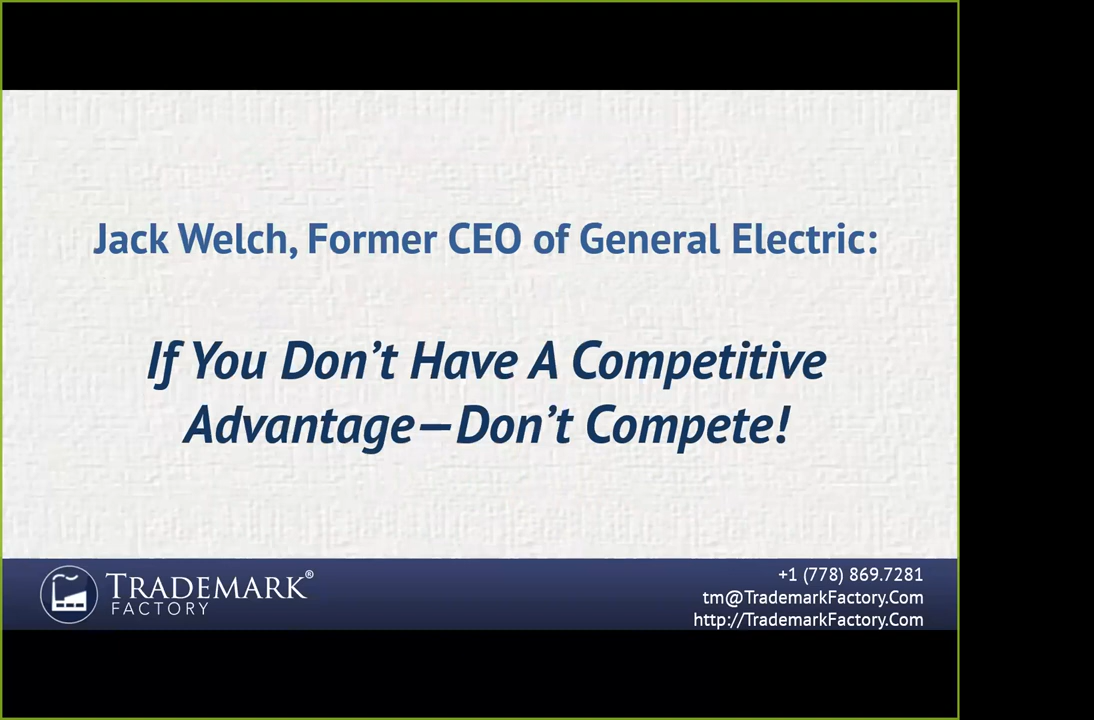 Jack Welch, Former CEO of General Electric:
If You Don’t Have A Competitive
Advantage—Don’t Compete!
TRADEMARK®
FACTORY
+1 (778) 869.7281
tm@TrademarkFactory.Com
http://TrademarkFactory.Com